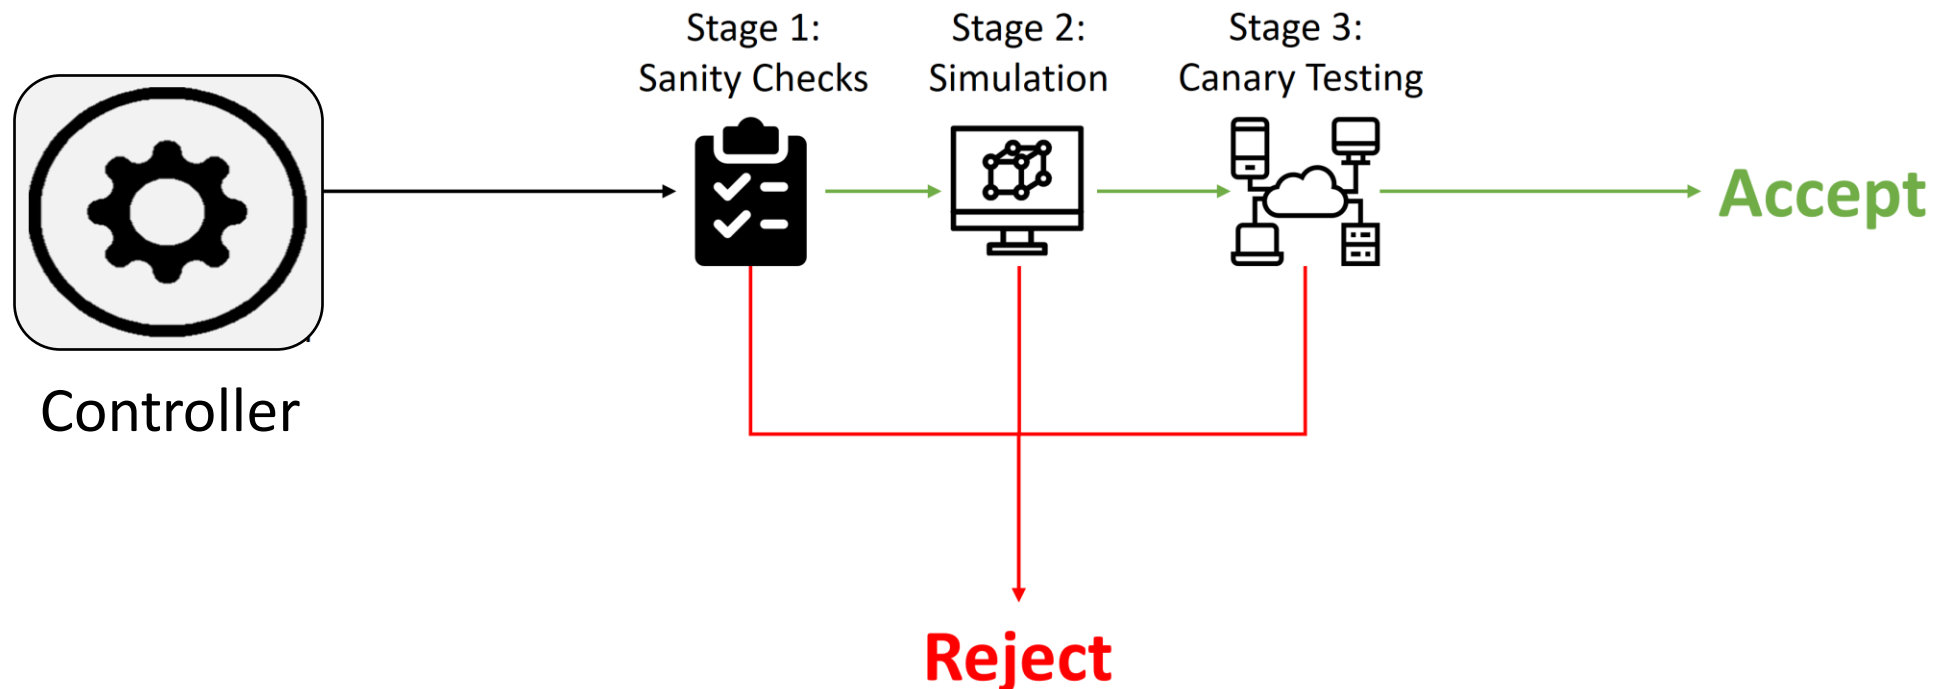 Stage 1:
Sanity Checks
Stage 2:
Simulation
Stage 3:
Canary Testing
Accept
Controller
Reject